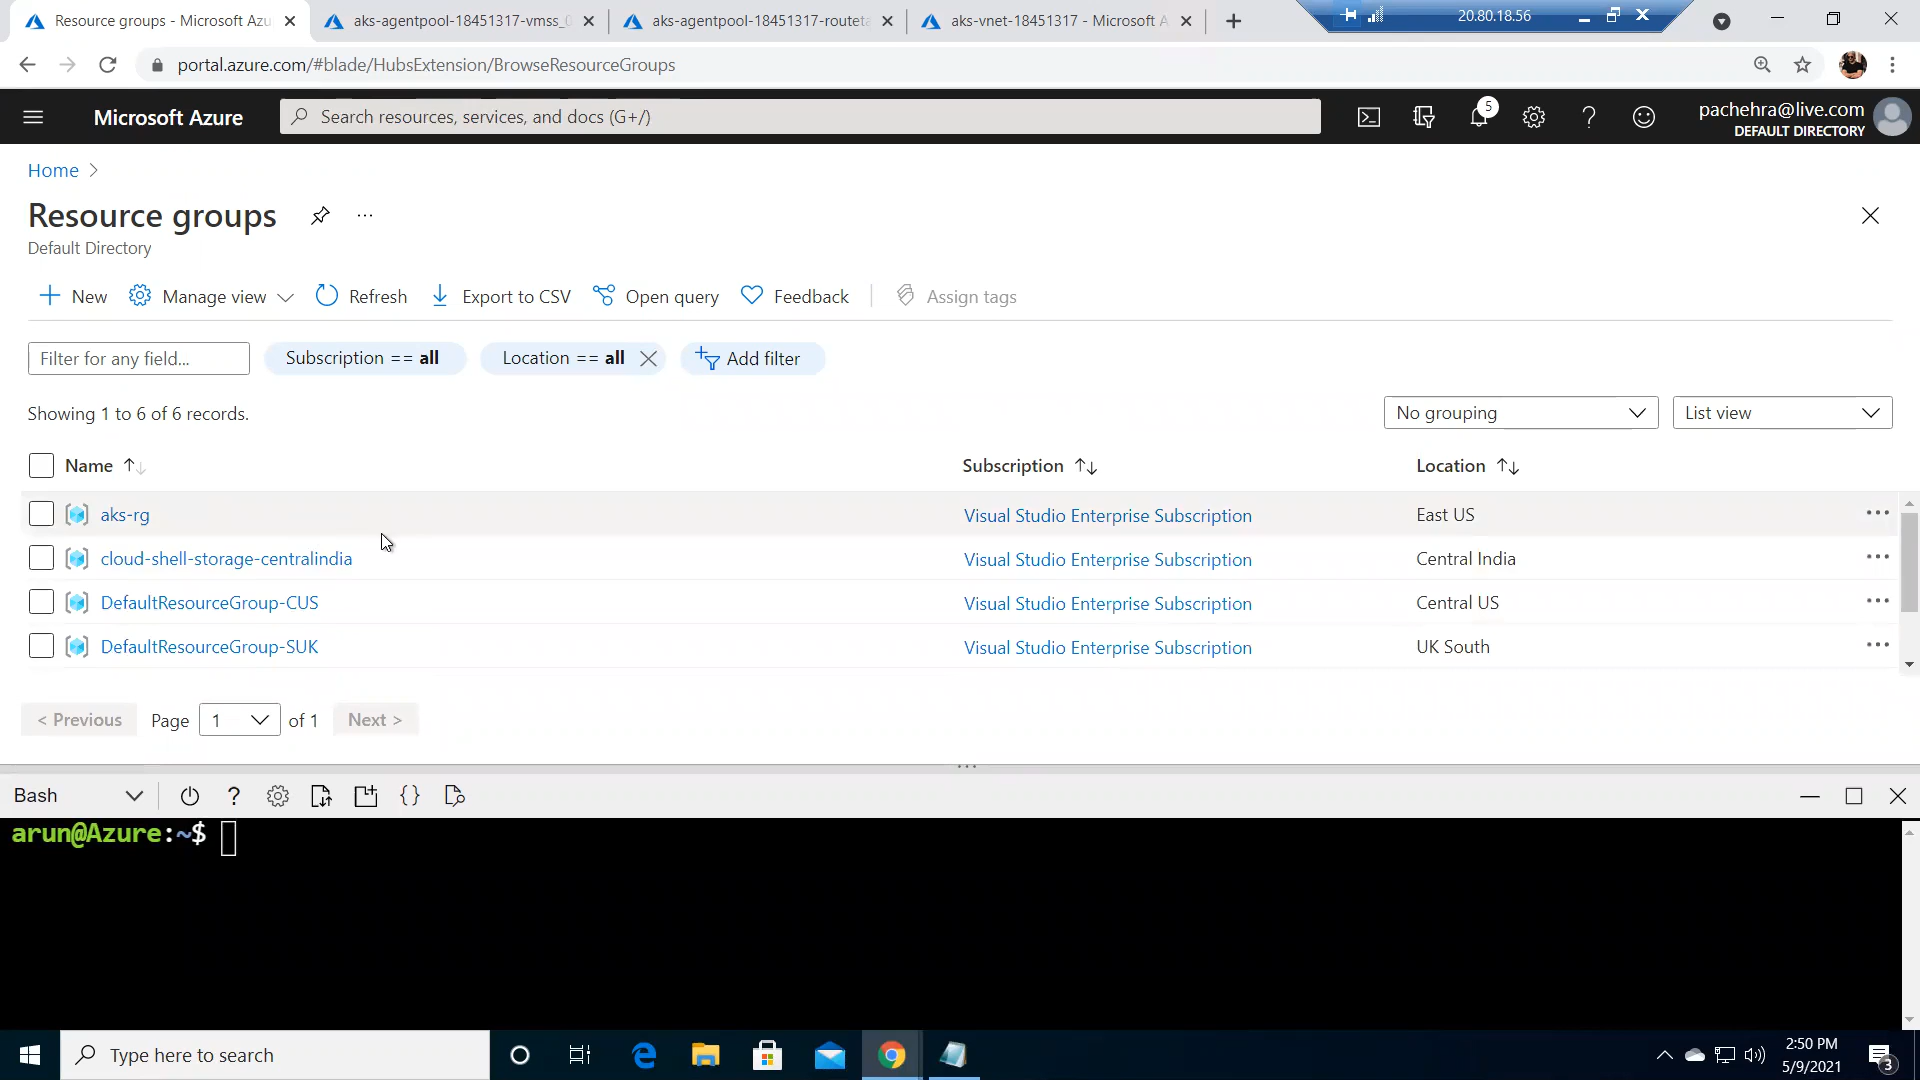 Resource groups - Microsoft Azu
aks-agentpool-18451317-vmss_0
aks-agentpool-18451317-routeta
aks-vnet-18451317 - Microsoft A
20.80.18.56
portal.azure.com/#blade/HubsExtension/BrowseResourceGroups
Microsoft Azure
Search resources, services, and docs (G+/)
5
pachehra@live.com
DEFAULT DIRECTORY
Home
Resource groups
Default Directory
New
Manage view
Refresh
Export to CSV
Open query
Feedback
Assign tags
Filter for any field...
Subscription == all
Location == all
Add filter
Showing 1 to 6 of 6 records.
No grouping
List view
Name
Subscription
Location
aks-rg
Visual Studio Enterprise Subscription
East US
cloud-shell-storage-centralindia
Visual Studio Enterprise Subscription
Central India
DefaultResourceGroup-CUS
Visual Studio Enterprise Subscription
Central US
DefaultResourceGroup-SUK
Visual Studio Enterprise Subscription
UK South
< Previous
Page
1
of 1
Next >
Bash
arun@Azure:~$
Type here to search
2:50 PM
5/9/2021
3